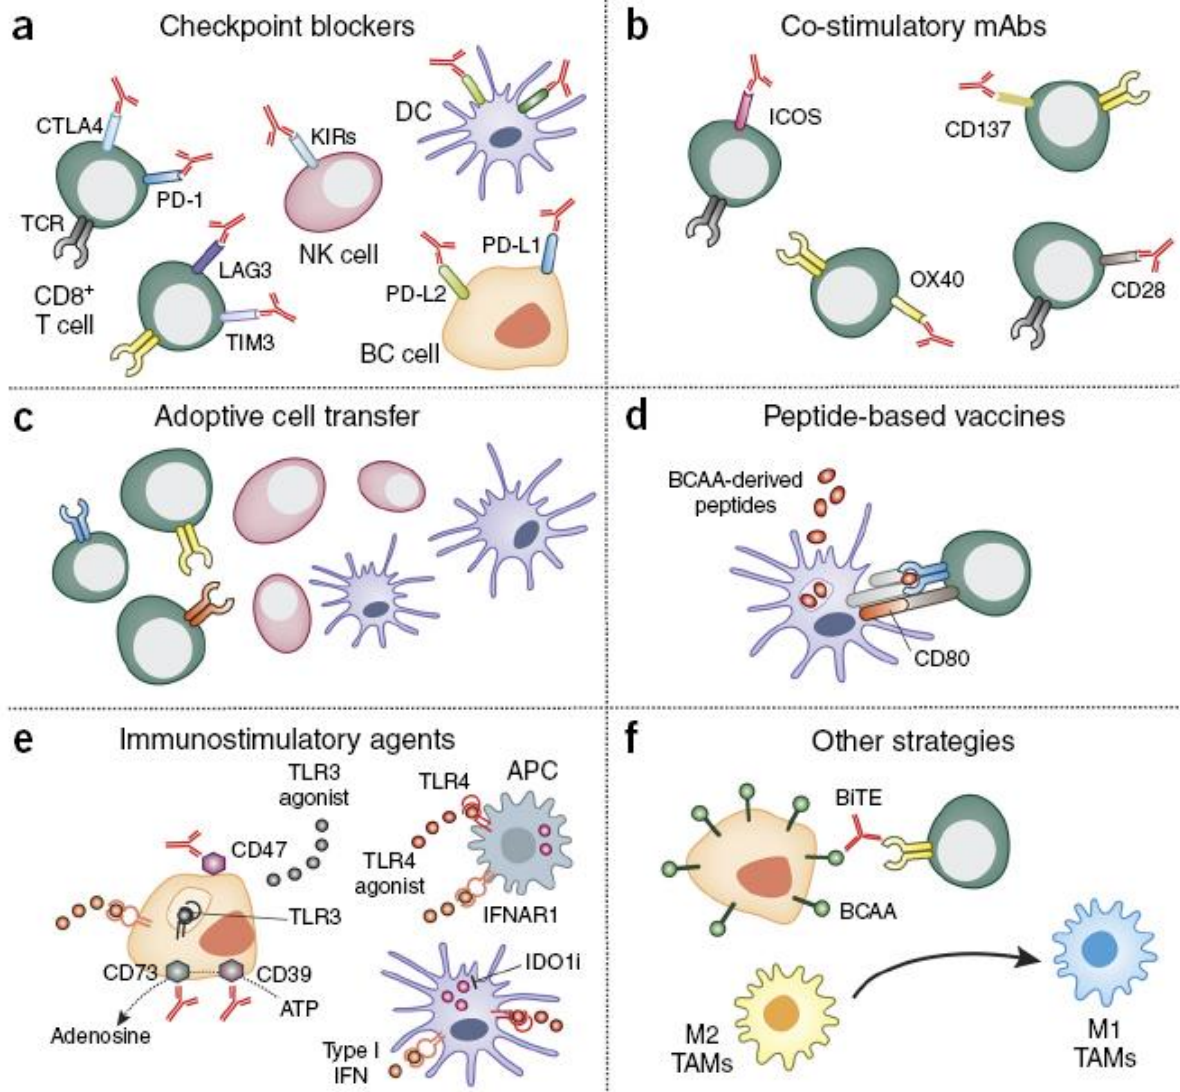 a
Checkpoint blockers
CTLA4
PD-1
TCR
CD8+
T cell
LAG3
TIM3
KIRs
NK cell
DC
PD-L1
PD-L2
BC cell
b
Co-stimulatory mAbs
ICOS
CD137
OX40
CD28
c
Adoptive cell transfer
d
Peptide-based vaccines
BCAA-derived
peptides
CD80
e
Immunostimulatory agents
TLR3
agonist
CD47
TLR3
CD73
CD39
ATP
Adenosine
TLR4
APC
TLR4
agonist
IFNAR1
IDO1i
Type I
IFN
f
Other strategies
BiTE
BCAA
M2
TAMs
M1
TAMs